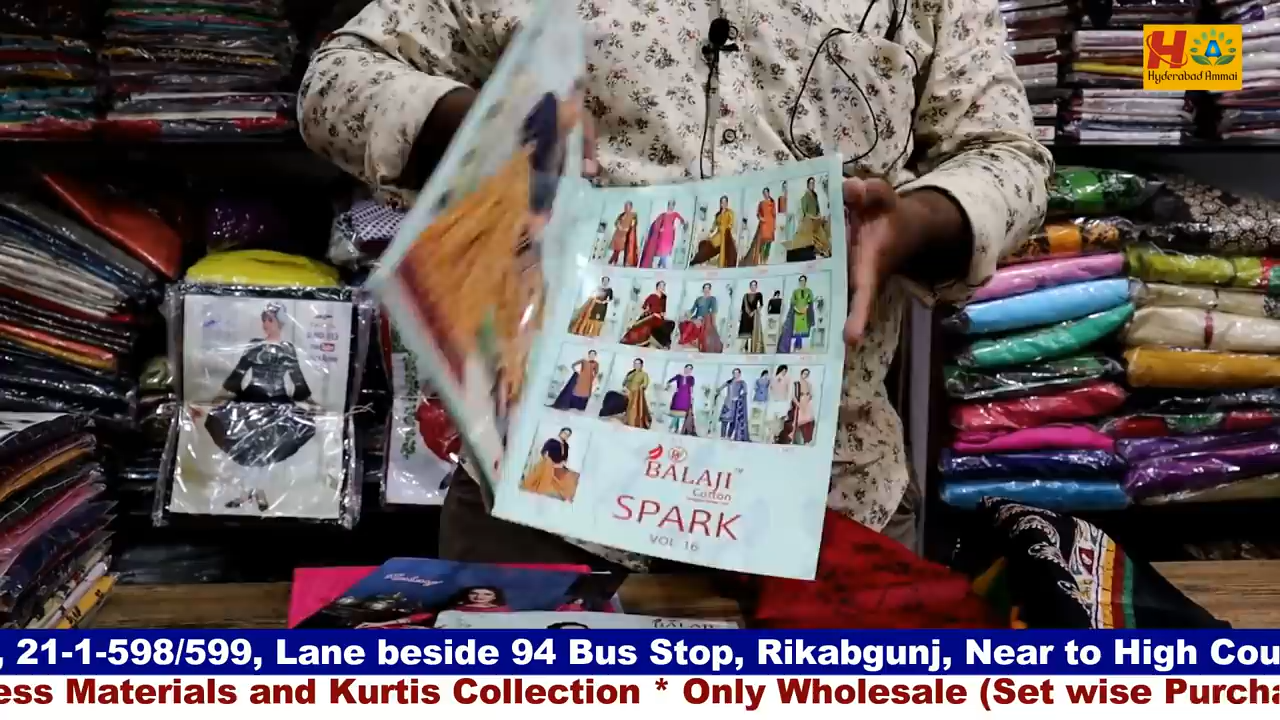 H
Hyderabad Ammai
BALAJI
Cotton
SPARK
VOL 16
BALAJI
, 21-1-598/599, Lane beside 94 Bus Stop, Rikabgunj, Near to High Cou
ess Materials and Kurtis Collection * Only Wholesale (Set wise Purcha